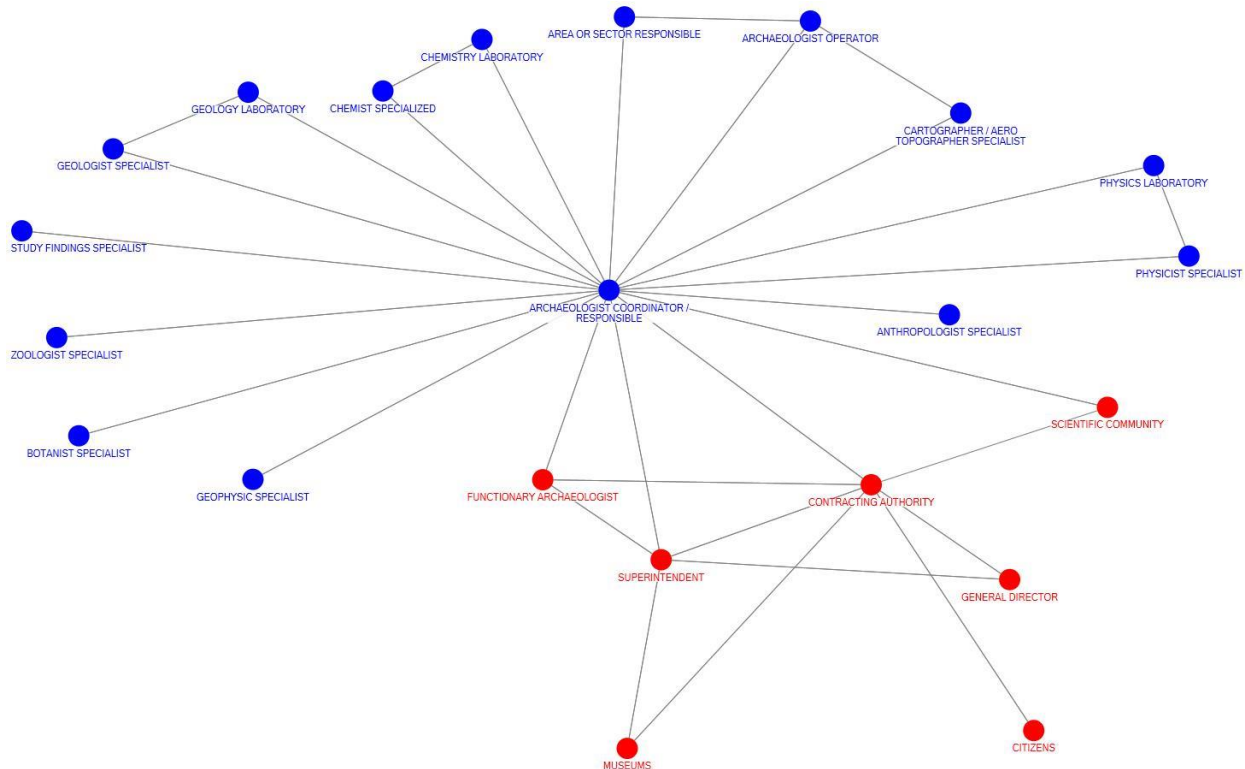 AREA OR SECTOR RESPONSIBLE
ARCHAEOLOGIST OPERATOR
CHEMISTRY LABORATORY
GEOLOGY LABORATORY
CHEMIST SPECIALIZED
CARTOGRAPHER / AERO
TOPOGRAPHER SPECIALIST
GEOLOGIST SPECIALIST
PHYSICS LABORATORY
STUDY FINDINGS SPECIALIST
PHYSICIST SPECIALIST
ARCHAEOLOGIST COORDINATOR /
RESPONSIBLE
ANTHROPOLOGIST SPECIALIST
ZOOLOGIST SPECIALIST
SCIENTIFIC COMMUNITY
BOTANIST SPECIALIST
GEOPHYSIC SPECIALIST
FUNCTIONARY ARCHAEOLOGIST
CONTRACTING AUTHORITY
SUPERINTENDENT
GENERAL DIRECTOR
CITIZENS
MUSEUMS